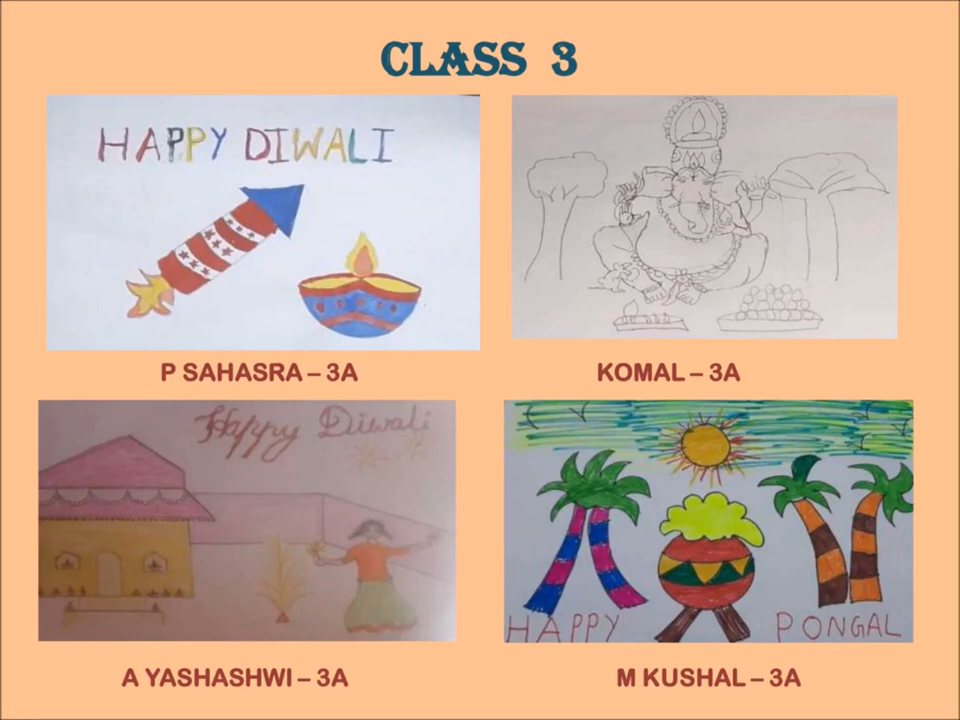 CLASS 3
HAPPY DIWALI
P SAHASRA – 3A
KOMAL – 3A
Happy Diwali
HAPPY PONGAL
A YASHASHWI – 3A
M KUSHAL – 3A